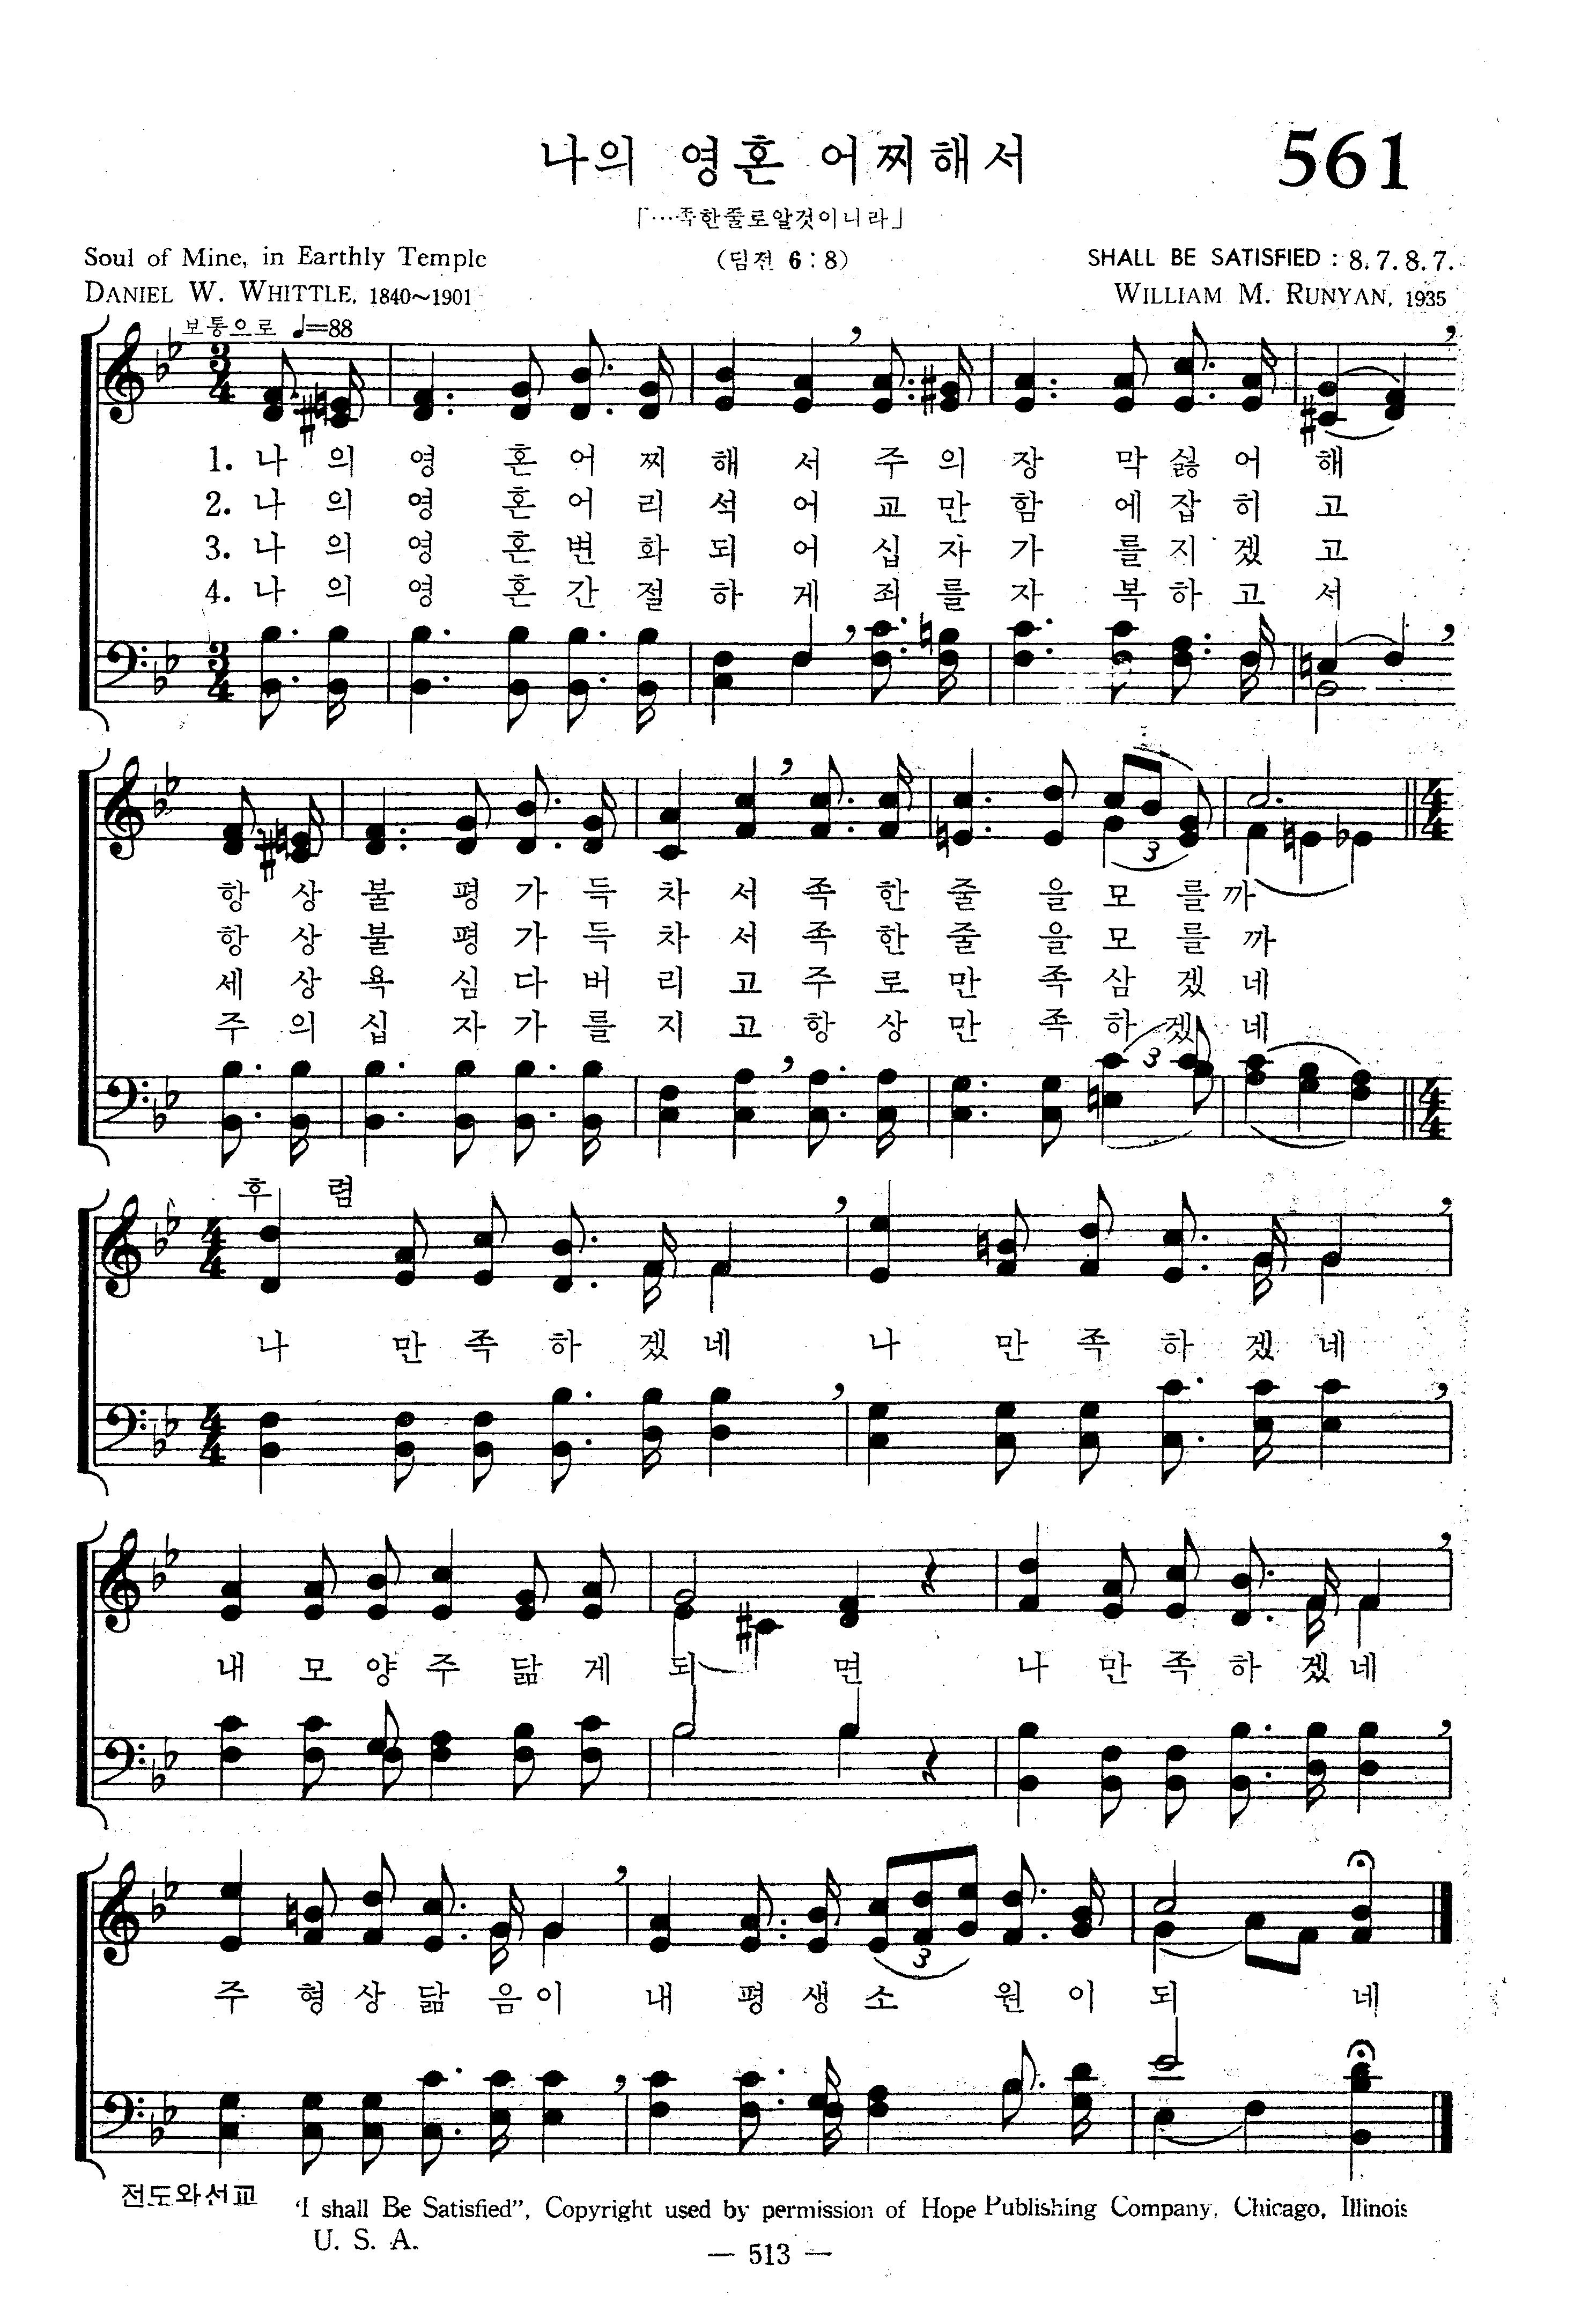 나의 영혼 어찌해서 561
「…족한줄로알것이니라」
Soul of Mine, in Earthly Temple (딤전 6 : 8) SHALL BE SATISFIED : 8. 7. 8. 7.
DANIEL W. WHITTLE, 1840~1901 WILLIAM M. RUNYAN, 1935
보통으로 ♩=88
1. 나 의 영 혼 어 찌 해 서 주 의 장 막 싫 어 해
2. 나 의 영 혼 어 리 석 어 교 만 함 에 잡 히 고
3. 나 의 영 혼 변 화 되 어 십 자 가 를 지 겠 고
4. 나 의 영 혼 간 절 하 게 죄 를 자 복 하 고 서
항 상 불 평 가 득 차 서 족 한 줄 을 모 를 까
항 상 불 평 가 득 차 서 족 한 줄 을 모 를 까
세 상 욕 심 다 버 리 고 주 로 만 족 삼 겠 네
주 의 십 자 가 를 지 고 항 상 만 족 하 겠 네
후 렴
나 만 족 하 겠 네 나 만 족 하 겠 네
내 모 양 주 닮 게 되 면 나 만 족 하 겠 네
주 형 상 닮 음 이 내 평 생 소 원 이 되 네
전도와선교 "I shall Be Satisfied", Copyright used by permission of Hope Publishing Company, Chicago, Illinois
U. S. A.
— 513 —